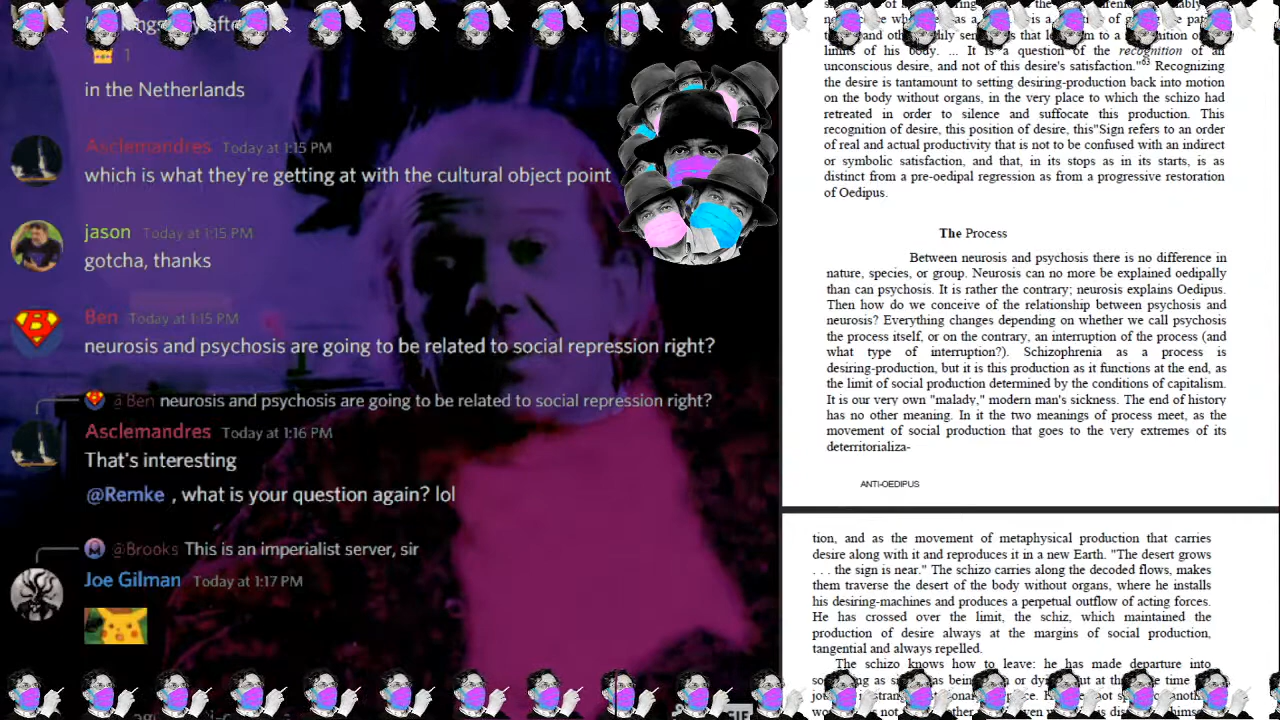 in the Netherlands
Asclemandres Today at 1:15 PM
which is what they're getting at with the cultural object point
jason Today at 1:15 PM
gotcha, thanks
Ben Today at 1:15 PM
neurosis and psychosis are going to be related to social repression right?
@Ben neurosis and psychosis are going to be related to social repression right?
Asclemandres Today at 1:16 PM
That's interesting
@Remke , what is your question again? lol
@Brooks This is an imperialist server, sir
Joe Gilman Today at 1:17 PM
limits of his body. ... It is a question of the recognition of an
unconscious desire, and not of this desire's satisfaction."63 Recognizing
the desire is tantamount to setting desiring-production back into motion
on the body without organs, in the very place to which the schizo had
retreated in order to silence and suffocate this production. This
recognition of desire, this position of desire, this"Sign refers to an order
of real and actual productivity that is not to be confused with an indirect
or symbolic satisfaction, and that, in its stops as in its starts, is as
distinct from a pre-oedipal regression as from a progressive restoration
of Oedipus.
The Process
Between neurosis and psychosis there is no difference in
nature, species, or group. Neurosis can no more be explained oedipally
than can psychosis. It is rather the contrary; neurosis explains Oedipus.
Then how do we conceive of the relationship between psychosis and
neurosis? Everything changes depending on whether we call psychosis
the process itself, or on the contrary, an interruption of the process (and
what type of interruption?). Schizophrenia as a process is
desiring-production, but it is this production as it functions at the end, as
the limit of social production determined by the conditions of capitalism.
It is our very own "malady," modern man's sickness. The end of history
has no other meaning. In it the two meanings of process meet, as the
movement of social production that goes to the very extremes of its
deterritorializa-
ANTI-OEDIPUS
tion, and as the movement of metaphysical production that carries
desire along with it and reproduces it in a new Earth. "The desert grows
. . . the sign is near." The schizo carries along the decoded flows, makes
them traverse the desert of the body without organs, where he installs
his desiring-machines and produces a perpetual outflow of acting forces.
He has crossed over the limit, the schiz, which maintained the
production of desire always at the margins of social production,
tangential and always repelled.
The schizo knows how to leave: he has made departure into